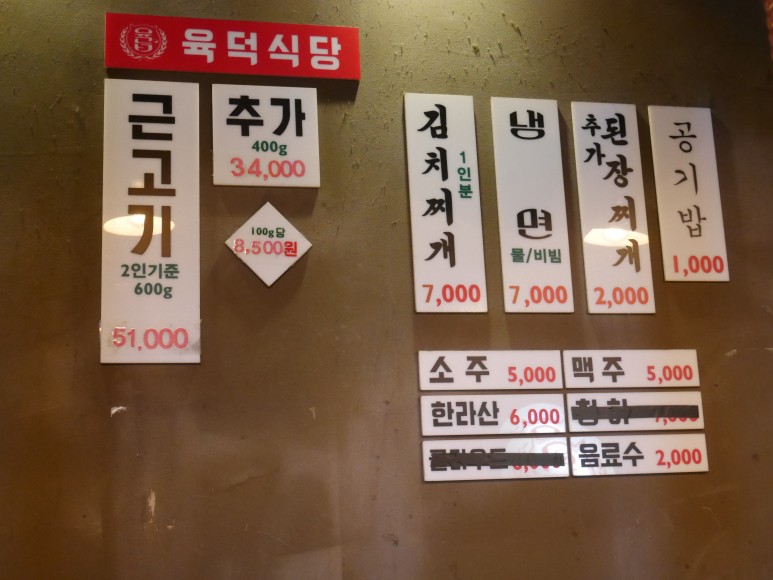 육덕식당
근고기
2인기준
600g
51,000
추가
400g
34,000
100g당
8,500원
김치찌개
1인분
7,000
냉면
물/비빔
7,000
추가
된장찌개
2,000
공기밥
1,000
소주 5,000
맥주 5,000
한라산 6,000
청하 7,000
음료수 2,000